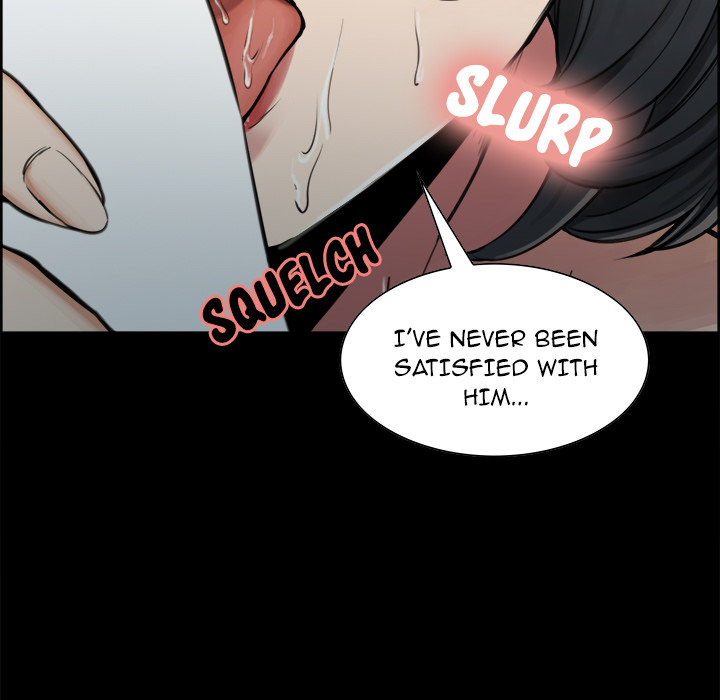 SLURP
SQUELCH
I'VE NEVER BEEN
SATISFIED WITH
HIM...